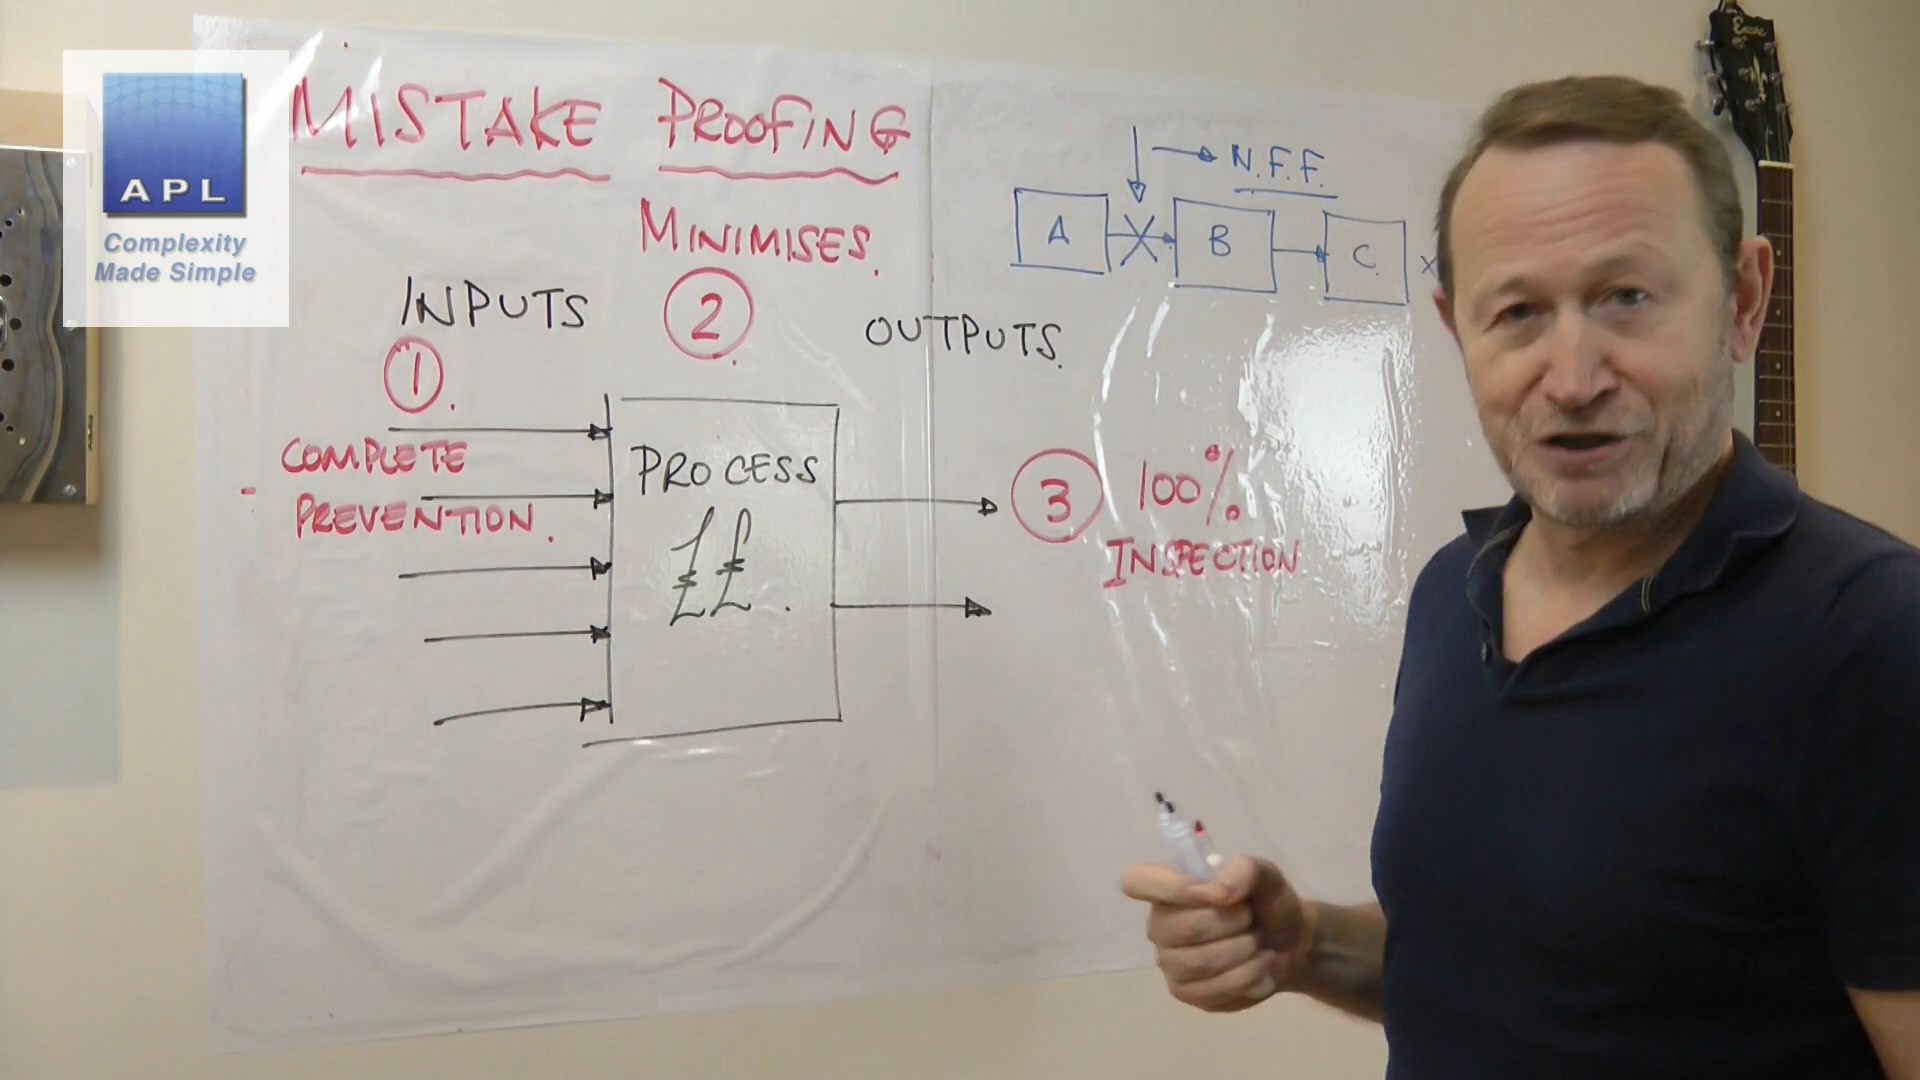 MISTAKE PROOFING
APL
Complexity
Made Simple
MINIMISES.
INPUTS
2
OUTPUTS.
1.
COMPLETE
PREVENTION.
PROCESS
££.
N.F.F.
A
B
C
3
100%
INSPECTION